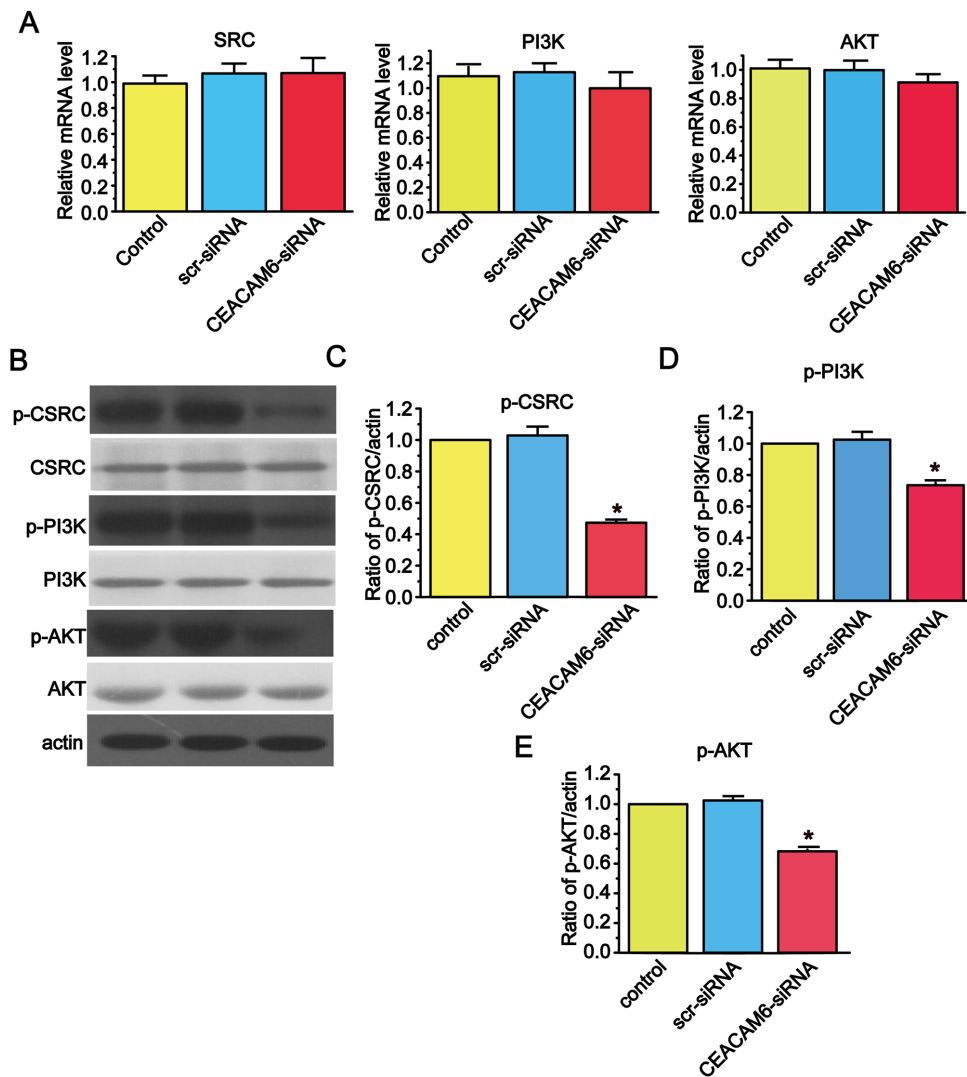 A
SRC
Relative mRNA level
1.2
1.0
0.8
0.6
0.4
0.2
0.0
Control
scr-siRNA
CEACAM6-siRNA
PI3K
Relative mRNA level
1.2
1.0
0.8
0.6
0.4
0.2
0.0
Control
scr-siRNA
CEACAM6-siRNA
AKT
Relative mRNA level
1.0
0.8
0.6
0.4
0.2
0.0
Control
scr-siRNA
CEACAM6-siRNA
B
p-CSRC
CSRC
p-PI3K
PI3K
p-AKT
AKT
actin
C
p-CSRC
Ratio of p-CSRC/actin
1.2
1.0
0.8
0.6
0.4
0.2
0.0
*
control
scr-siRNA
CEACAM6-siRNA
D
p-PI3K
Ratio of p-PI3K/actin
1.2
1.0
0.8
0.6
0.4
0.2
0.0
*
control
scr-siRNA
CEACAM6-siRNA
E
p-AKT
Ratio of p-AKT/actin
1.2
1.0
0.8
0.6
0.4
0.2
0.0
*
control
scr-siRNA
CEACAM6-siRNA